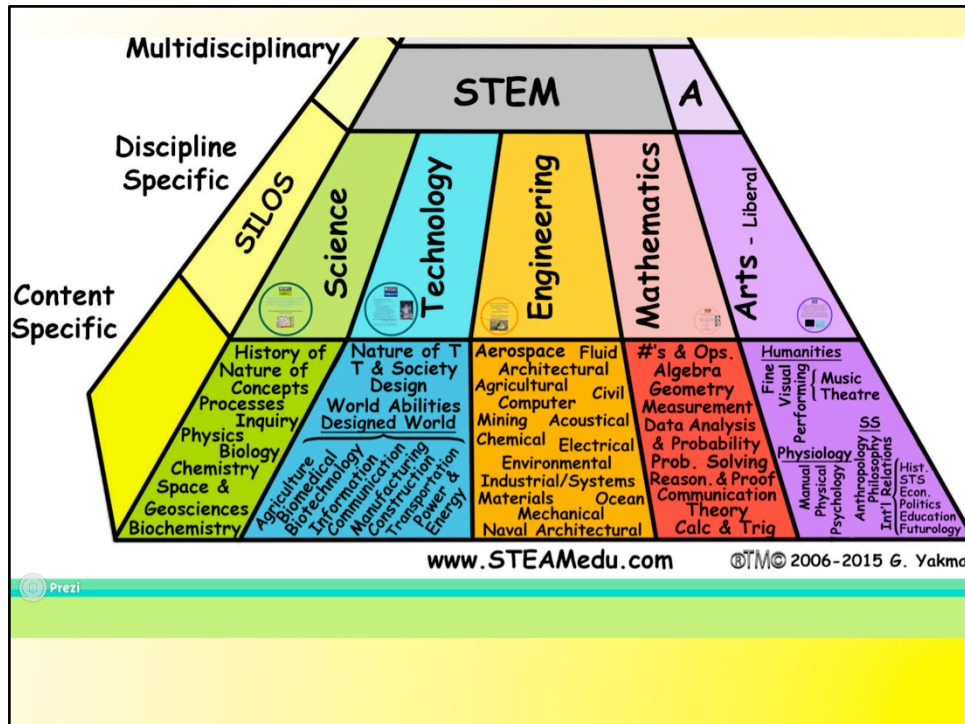 Multidisciplinary
STEM
A
Discipline
Specific
SILOS
Science
Technology
Engineering
Mathematics
Arts - Liberal
Content
Specific
History of
Nature of
Concepts
Processes
Inquiry
Physics
Biology
Chemistry
Space &
Geosciences
Biochemistry
Nature of T
T & Society
Design
World Abilities
Designed World
Agriculture
Biomedical
Biotechnology
Information
Communication
Manufacturing
Construction
Transportation
Power &
Energy
Aerospace Fluid
Architectural
Agricultural Civil
Computer
Mining Acoustical
Chemical Electrical
Environmental
Industrial/Systems
Materials Ocean
Mechanical
Naval Architectural
#'s & Ops.
Algebra
Geometry
Measurement
Data Analysis
& Probability
Prob. Solving
Reason. & Proof
Communication
Theory
Calc & Trig
Humanities
Fine
Visual
Performing
Music
Theatre
Physiology
Manual
Physical
Psychology
SS
Anthropology
Philosophy
Int'l Relations
Hist.
STS
Econ.
Politics
Education
Futurology
www.STEAMedu.com
®TM© 2006-2015 G. Yakma
Prezi